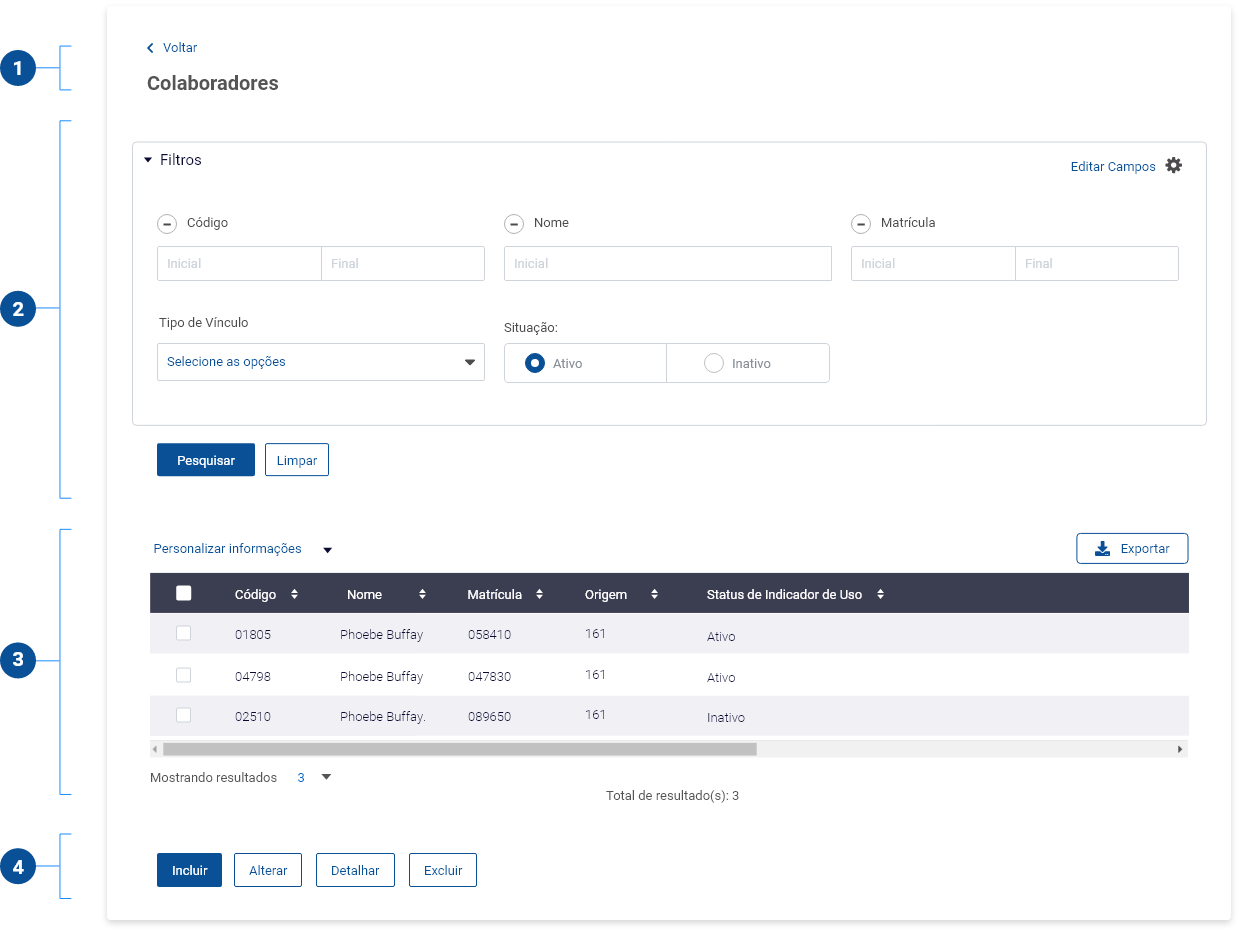 1
Voltar
Colaboradores
2
Filtros
Editar Campos
Código
Nome
Matrícula
Inicial Final
Inicial
Inicial Final
Tipo de Vínculo
Situação:
Selecione as opções
Ativo
Inativo
Pesquisar
Limpar
3
Personalizar informações
Exportar
Código Nome Matrícula Origem Status de Indicador de Uso
01805 Phoebe Buffay 058410 161 Ativo
04798 Phoebe Buffay 047830 161 Ativo
02510 Phoebe Buffay. 089650 161 Inativo
Mostrando resultados 3
Total de resultado(s): 3
4
Incluir Alterar Detalhar Excluir